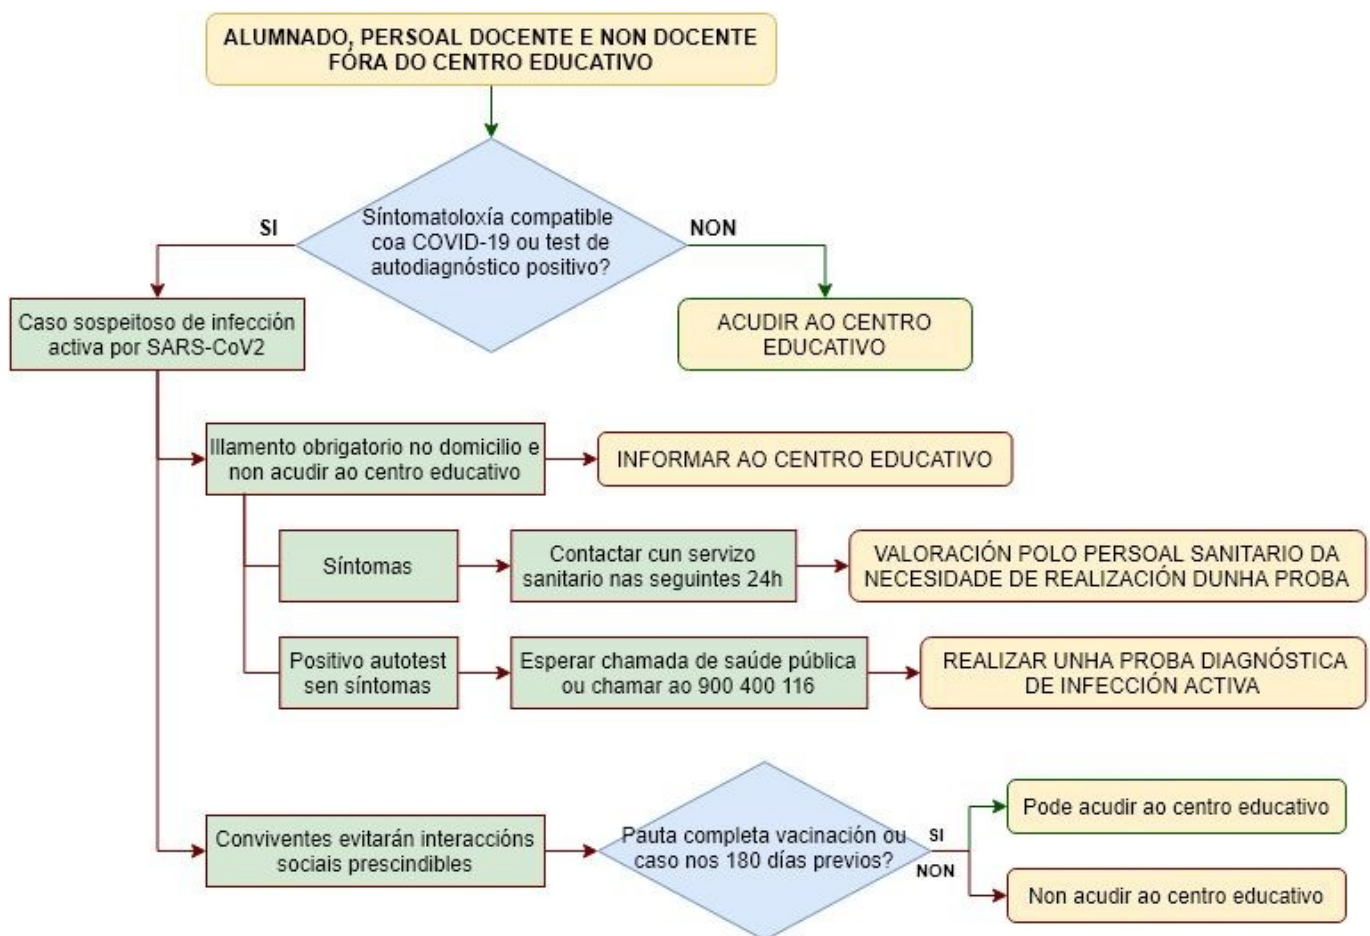 ALUMNADO, PERSOAL DOCENTE E NON DOCENTE
FÓRA DO CENTRO EDUCATIVO
Síntomatoloxía compatible
coa COVID-19 ou test de
autodiagnóstico positivo?
SI
NON
Caso sospeitoso de infección
activa por SARS-CoV2
ACUDIR AO CENTRO
EDUCATIVO
Illamento obrigatorio no domicilio e
non acudir ao centro educativo
INFORMAR AO CENTRO EDUCATIVO
Síntomas
Contactar cun servizo
sanitario nas seguintes 24h
VALORACIÓN POLO PERSOAL SANITARIO DA
NECESIDADE DE REALIZACIÓN DUNHA PROBA
Positivo autotest
sen síntomas
Esperar chamada de saúde pública
ou chamar ao 900 400 116
REALIZAR UNHA PROBA DIAGNÓSTICA
DE INFECCIÓN ACTIVA
Conviventes evitarán interaccións
sociais prescindibles
Pauta completa vacinación ou
caso nos 180 días previos?
SI
NON
Pode acudir ao centro educativo
Non acudir ao centro educativo